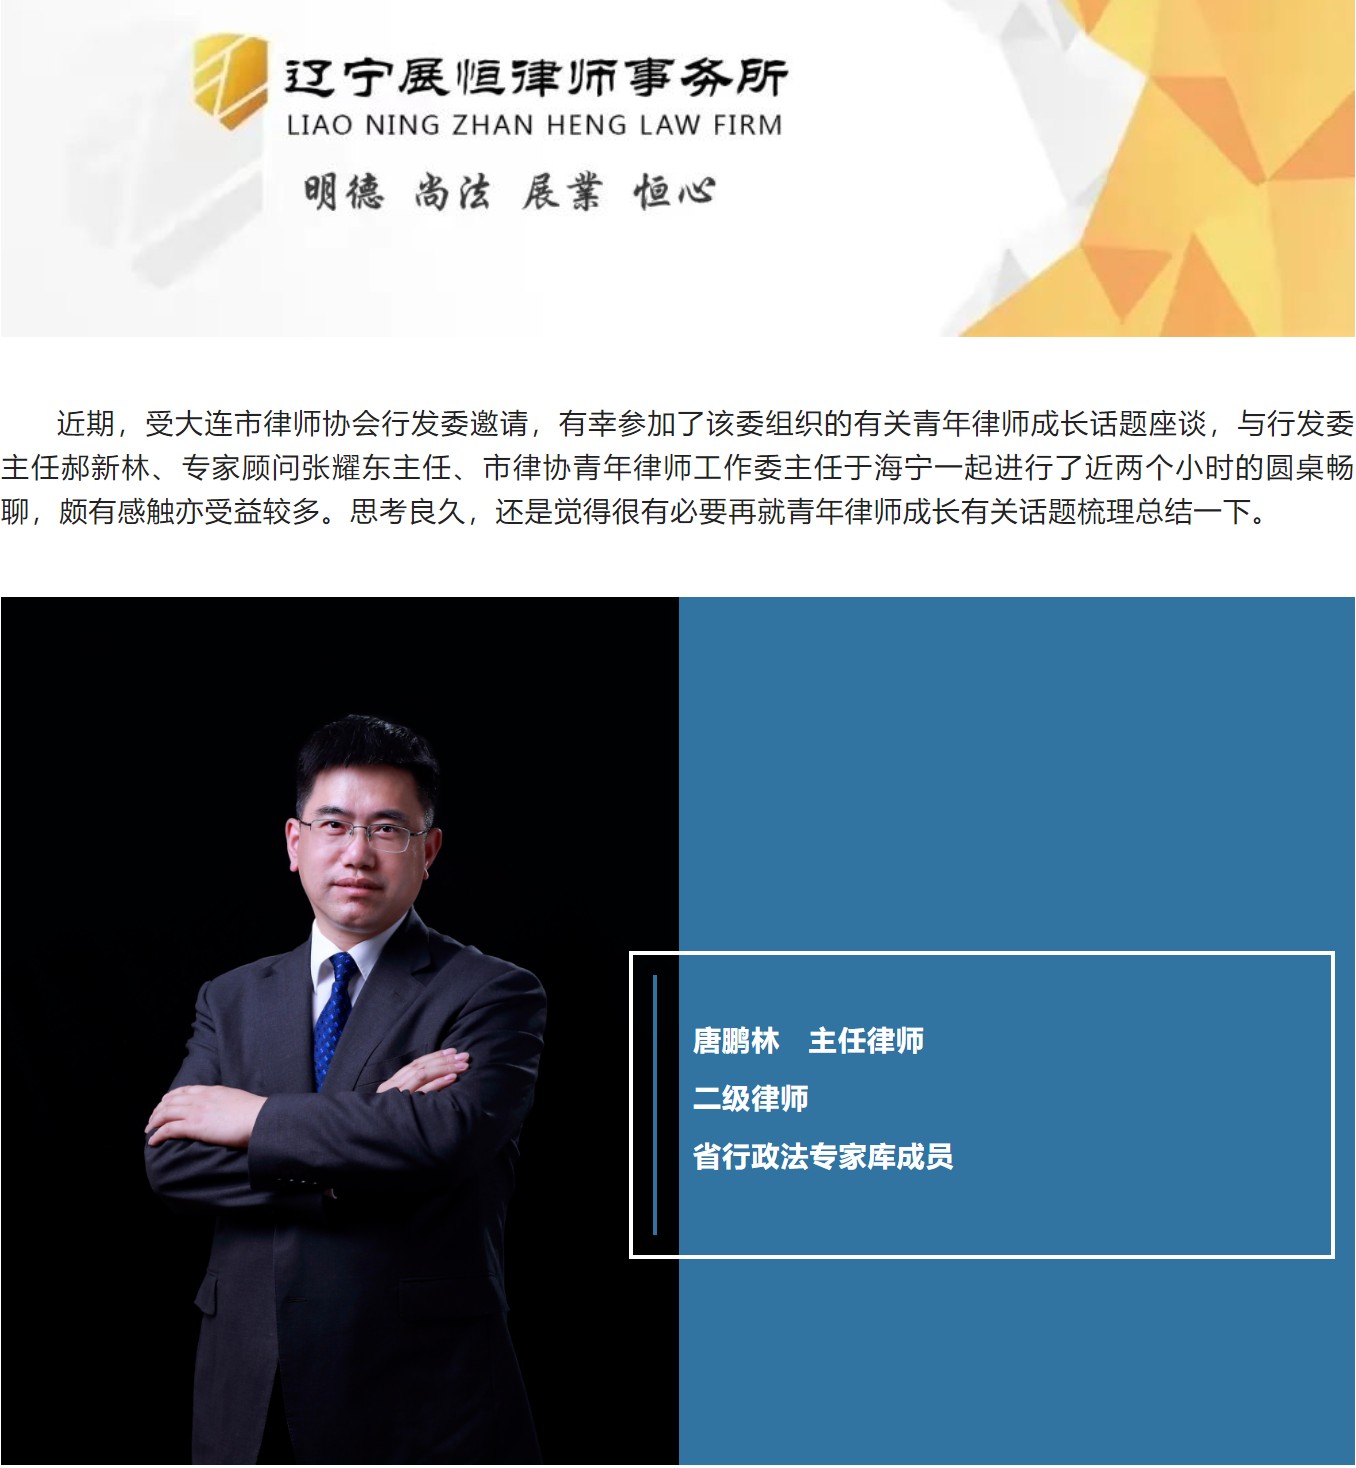 辽宁展恒律师事务所
LIAO NING ZHAN HENG LAW FIRM
明德 尚法 展業 恒心
近期，受大连市律师协会行发委邀请，有幸参加了该委组织的有关青年律师成长话题座谈，与行发委
主任郝新林、专家顾问张耀东主任、市律协青年律师工作委主任于海宁一起进行了近两个小时的圆桌畅
聊，颇有感触亦受益较多。思考良久，还是觉得很有必要再就青年律师成长有关话题梳理总结一下。
唐鹏林 主任律师
二级律师
省行政法专家库成员